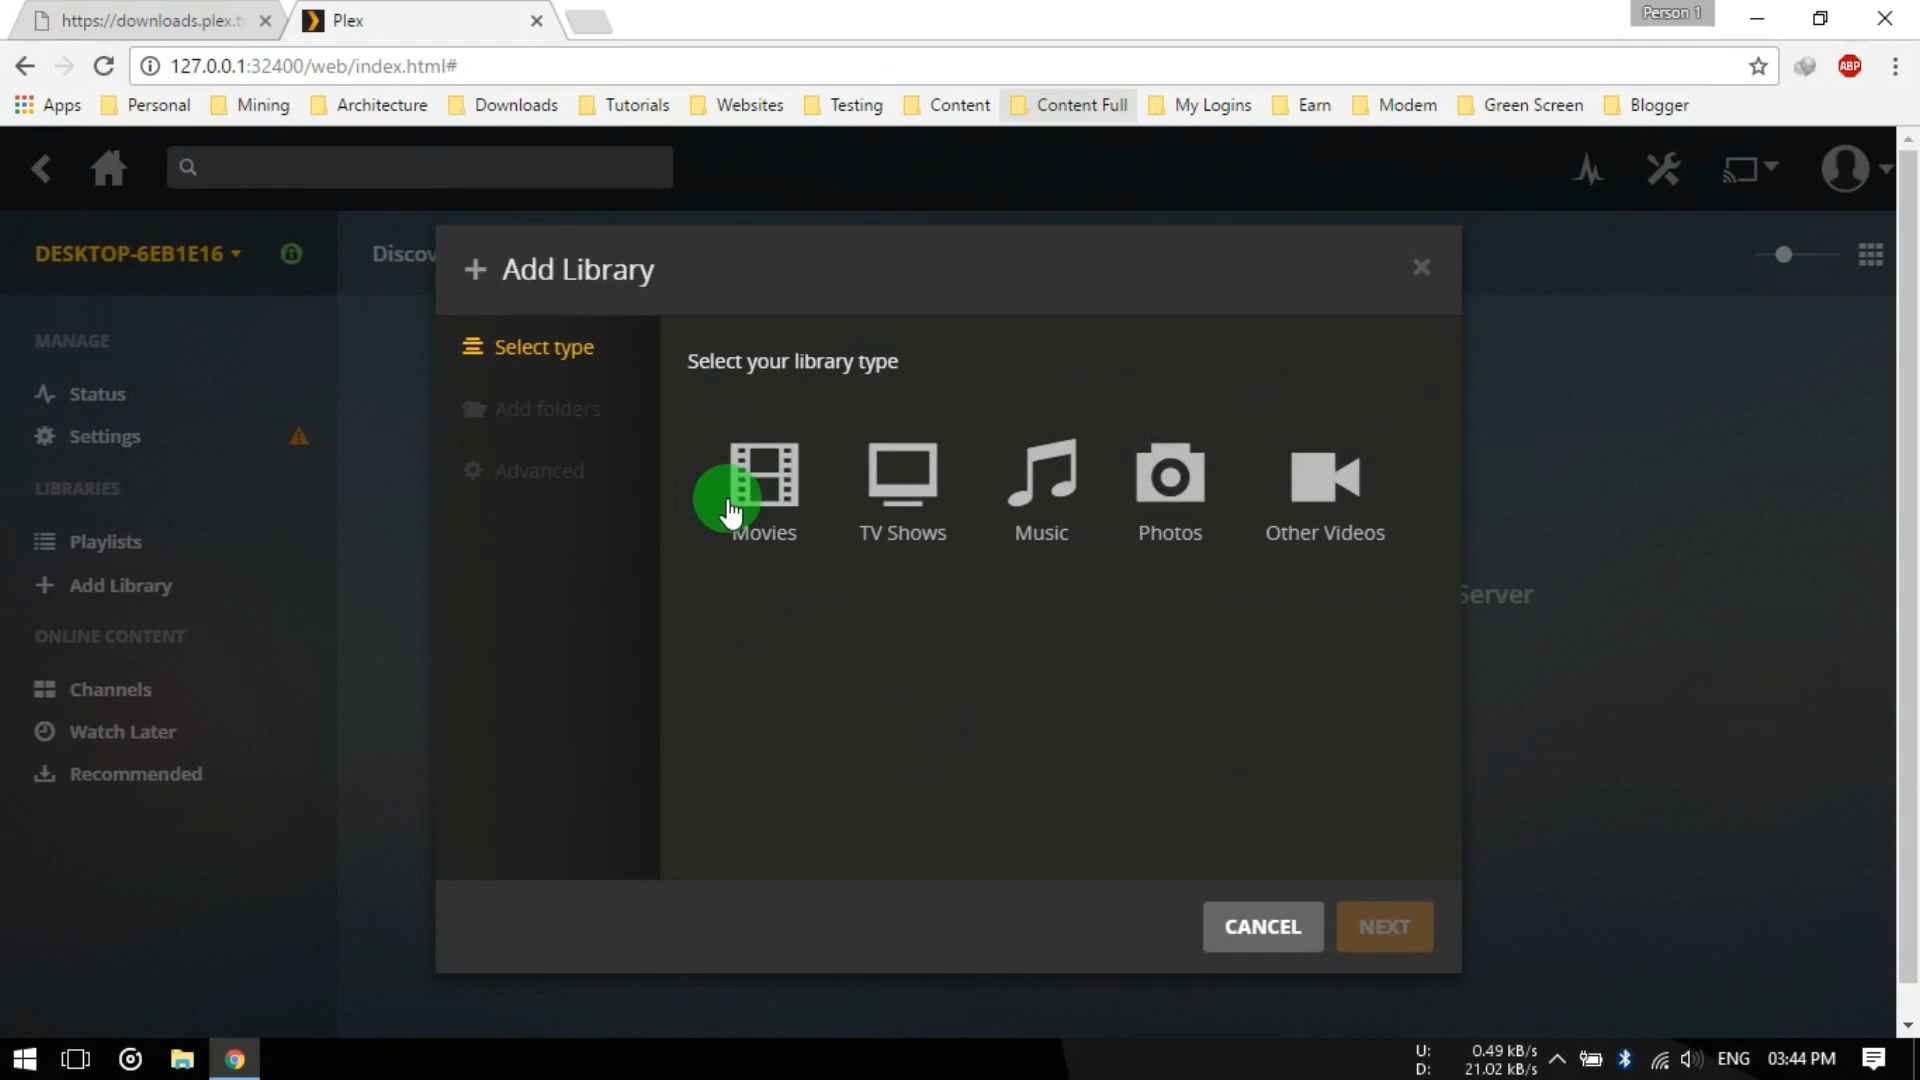 https://downloads.plex.t
Plex
Person 1
127.0.0.1:32400/web/index.html#
ABP
Apps
Personal
Mining
Architecture
Downloads
Tutorials
Websites
Testing
Content
Content Full
My Logins
Earn
Modem
Green Screen
Blogger
DESKTOP-6EB1E16
Discov
+ Add Library
MANAGE
Status
Settings
LIBRARIES
Playlists
+ Add Library
ONLINE CONTENT
Channels
Watch Later
Recommended
Select type
Add folders
Advanced
Select your library type
Movies
TV Shows
Music
Photos
Other Videos
Server
CANCEL
NEXT
U: 0.49 kB/s
D: 21.02 kB/s
ENG
03:44 PM